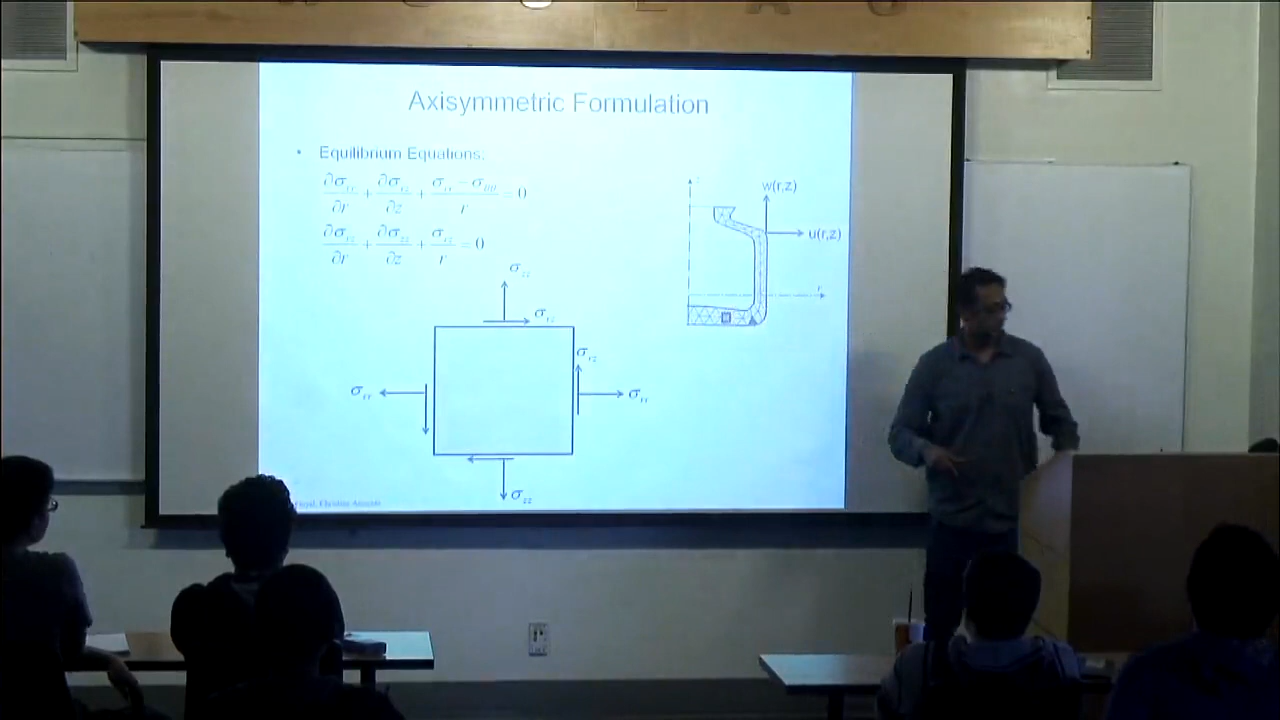 Axisymmetric Formulation
• Equilibrium Equations:
∂σrr/∂r + ∂σrz/∂z + (σrr − σθθ)/r = 0
∂σrz/∂r + ∂σzz/∂z + σrz/r = 0
w(r,z)
u(r,z)
r
σzz
σrz
σrz
σrr
σrr
σzz